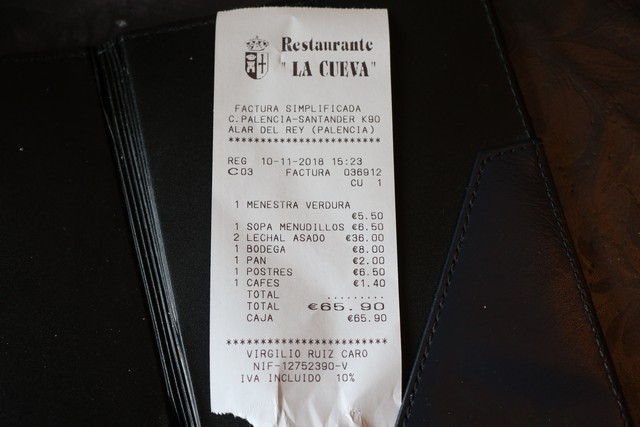 Restaurante
"LA CUEVA"
FACTURA SIMPLIFICADA
C.PALENCIA-SANTANDER K90
ALAR DEL REY (PALENCIA)
*************************
REG 10-11-2018 15:23
C03 FACTURA 036912
CU 1
1 MENESTRA VERDURA
€5.50
1 SOPA MENUDILLOS €6.50
2 LECHAL ASADO €36.00
1 BODEGA €8.00
1 PAN €2.00
1 POSTRES €6.50
1 CAFES €1.40
TOTAL .........
TOTAL €65.90
CAJA €65.90
*************************
VIRGILIO RUIZ CARO
NIF-12752390-V
IVA INCLUIDO 10%